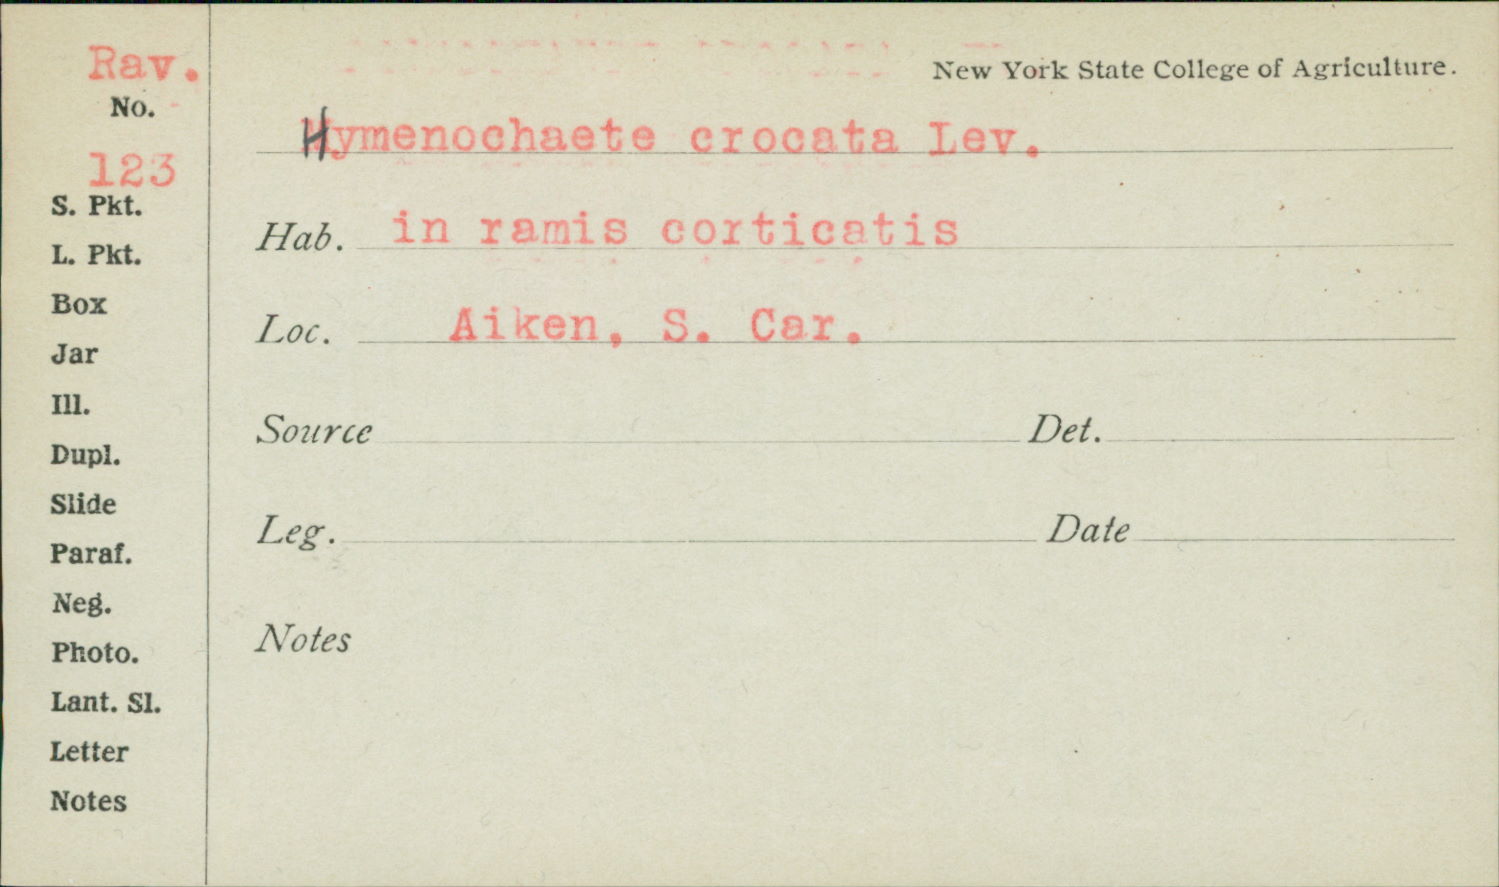 Rav.
No.
123
S. Pkt.
L. Pkt.
Box
Jar
Ill.
Dupl.
Slide
Paraf.
Neg.
Photo.
Lant. Sl.
Letter
Notes
New York State College of Agriculture.
Hymenochaete crocata Lev.
Hab. in ramis corticatis
Loc. Aiken, S. Car.
Source Det.
Leg. Date
Notes